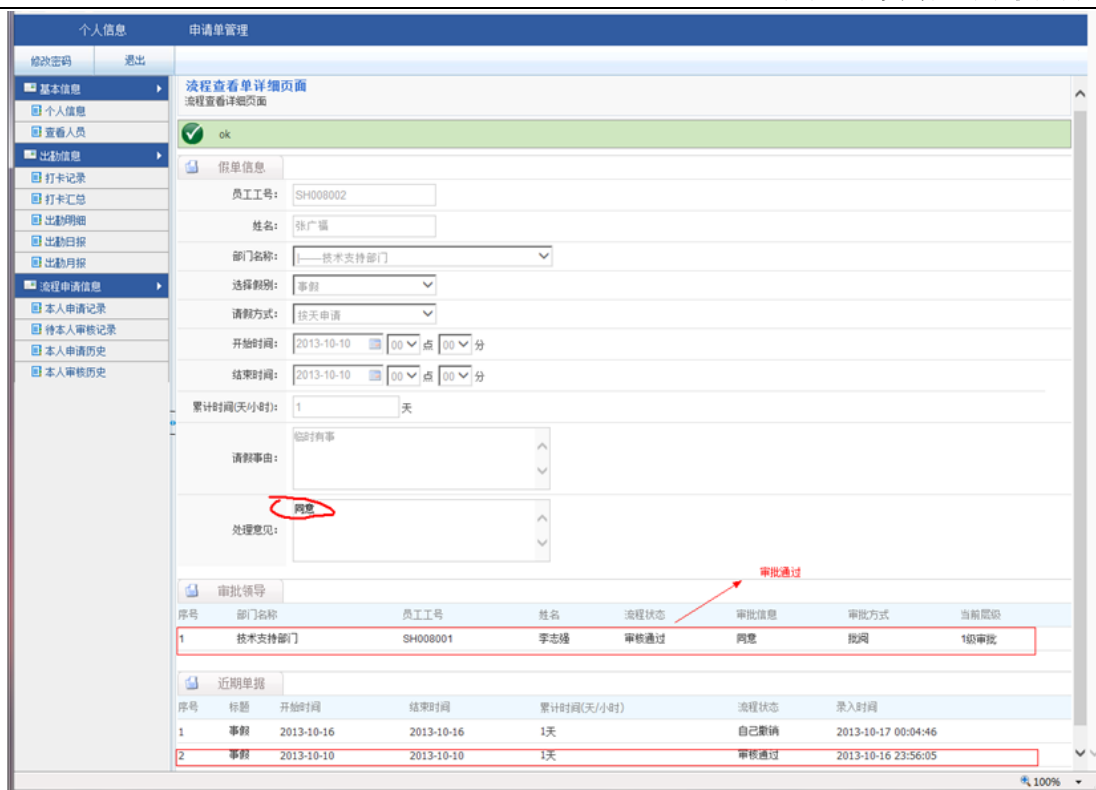 个人信息 申请单管理
修改密码 退出
基本信息
个人信息
查看人员
出勤信息
打卡记录
打卡汇总
出勤明细
出勤日报
出勤月报
流程申请信息
本人申请记录
待本人审核记录
本人申请历史
本人审核历史
流程查看单详细页面
流程查看详细页面
ok
假单信息
员工工号: SH008002
姓名: 张广福
部门名称: |——技术支持部门
选择假别: 事假
请假方式: 按天申请
开始时间: 2013-10-10 00 点 00 分
结束时间: 2013-10-10 00 点 00 分
累计时间(天/小时): 1 天
请假事由: 临时有事
处理意见: 同意
审批通过
审批领导
序号 部门名称 员工工号 姓名 流程状态 审批信息 审批方式 当前层级
1 技术支持部门 SH008001 李志强 审核通过 同意 批阅 1级审批
近期单据
序号 标题 开始时间 结束时间 累计时间(天/小时) 流程状态 录入时间
1 事假 2013-10-16 2013-10-16 1天 自己撤销 2013-10-17 00:04:46
2 事假 2013-10-10 2013-10-10 1天 审核通过 2013-10-16 23:56:05
100%